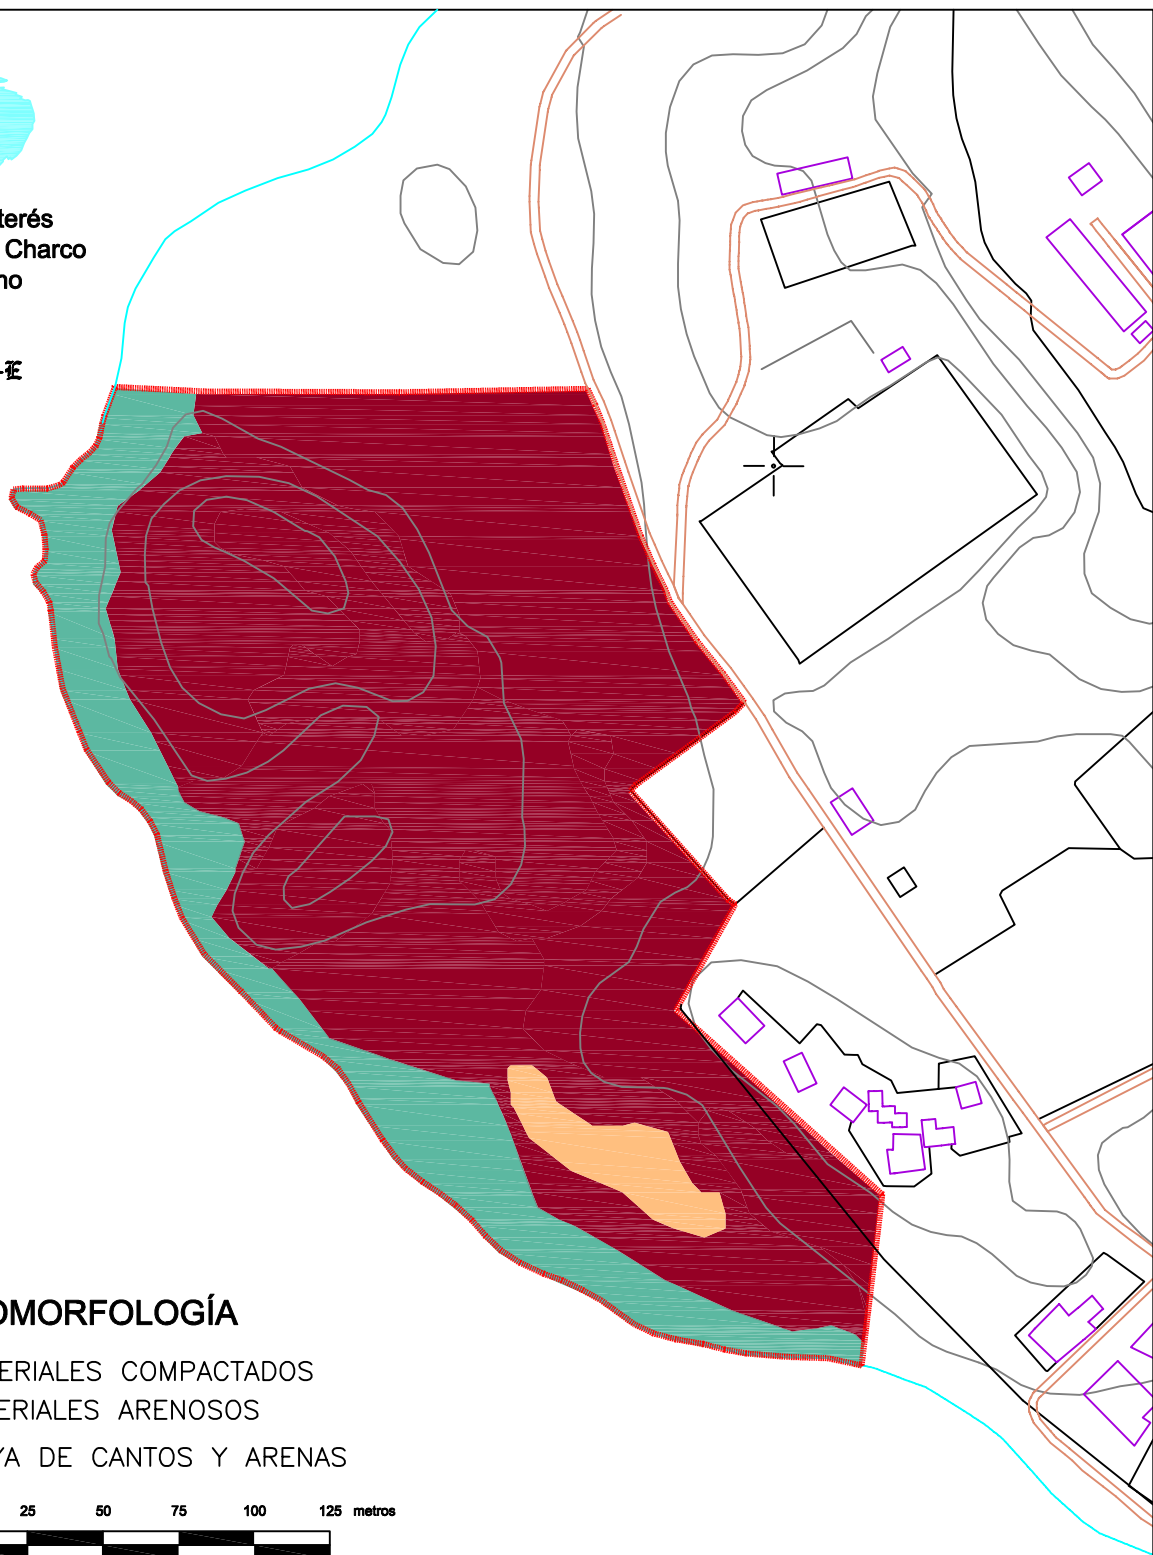 terés
Charco
no
-E
OMORFOLOGÍA
ERIALES COMPACTADOS
ERIALES ARENOSOS
YA DE CANTOS Y ARENAS
25 50 75 100 125 metros